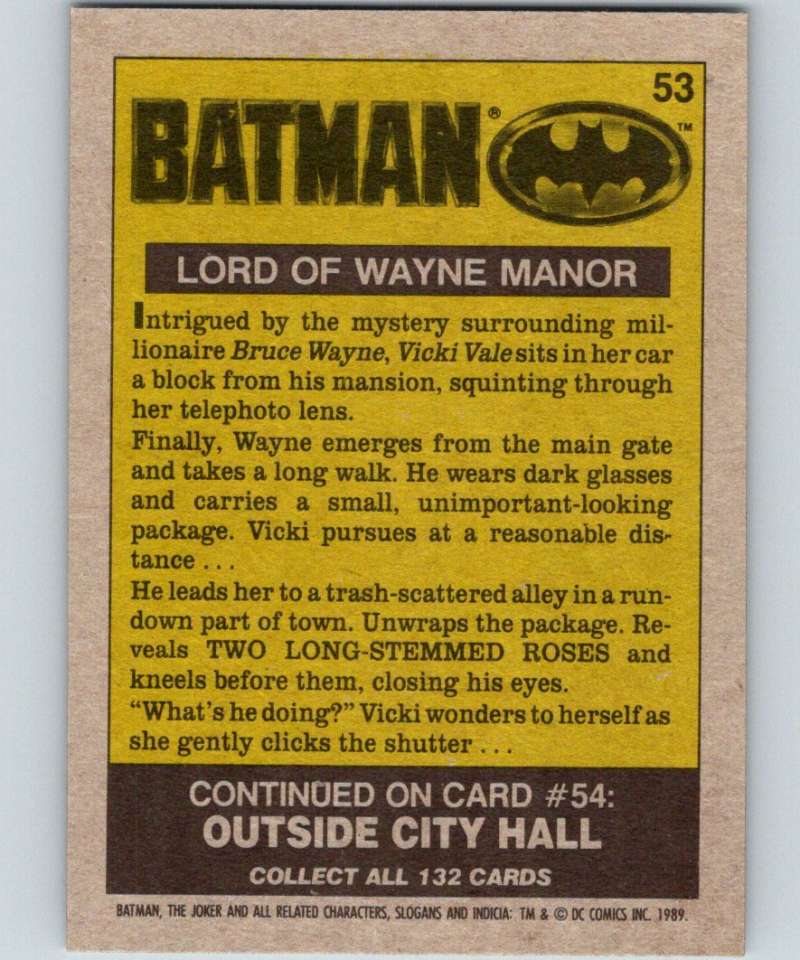 53
BATMAN® ™
LORD OF WAYNE MANOR
Intrigued by the mystery surrounding mil-
lionaire Bruce Wayne, Vicki Vale sits in her car
a block from his mansion, squinting through
her telephoto lens.
Finally, Wayne emerges from the main gate
and takes a long walk. He wears dark glasses
and carries a small, unimportant-looking
package. Vicki pursues at a reasonable dis-
tance . . .
He leads her to a trash-scattered alley in a run-
down part of town. Unwraps the package. Re-
veals TWO LONG-STEMMED ROSES and
kneels before them, closing his eyes.
“What’s he doing?” Vicki wonders to herself as
she gently clicks the shutter . . .
CONTINUED ON CARD #54:
OUTSIDE CITY HALL
COLLECT ALL 132 CARDS
BATMAN, THE JOKER AND ALL RELATED CHARACTERS, SLOGANS AND INDICIA: TM & © DC COMICS INC. 1989.